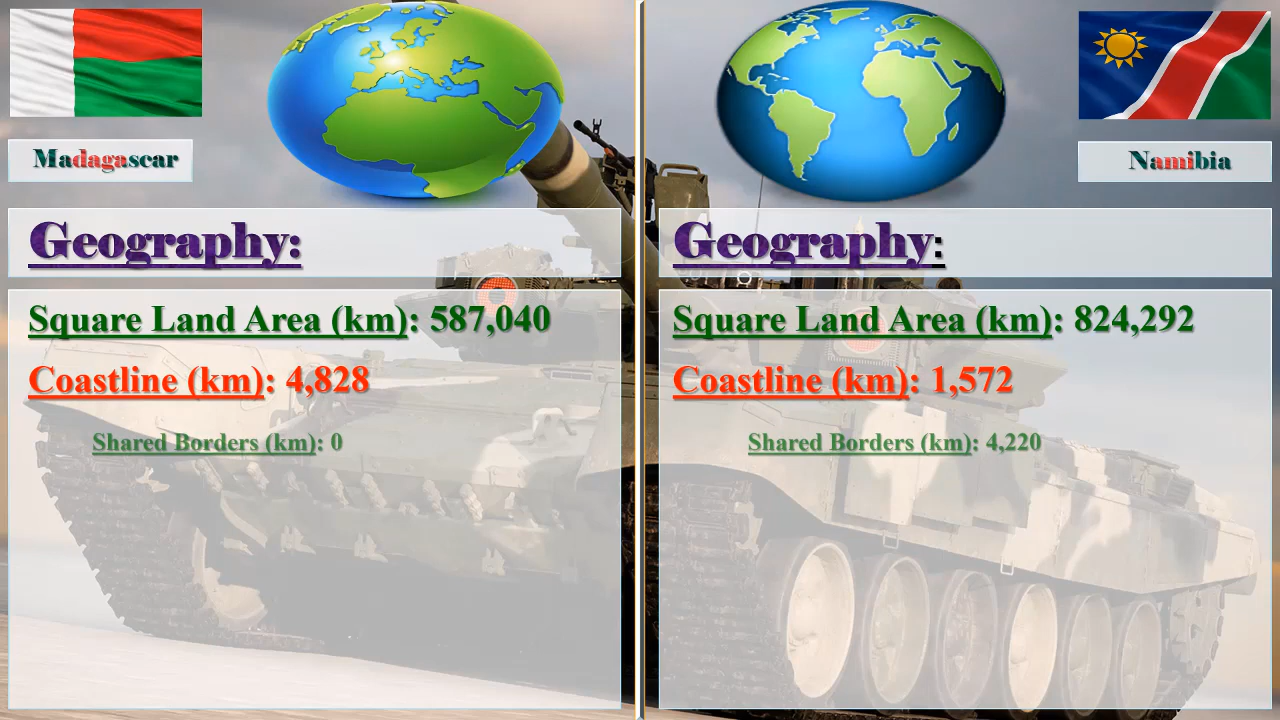 Madagascar
Geography:
Square Land Area (km): 587,040
Coastline (km): 4,828
Shared Borders (km): 0
Namibia
Geography:
Square Land Area (km): 824,292
Coastline (km): 1,572
Shared Borders (km): 4,220